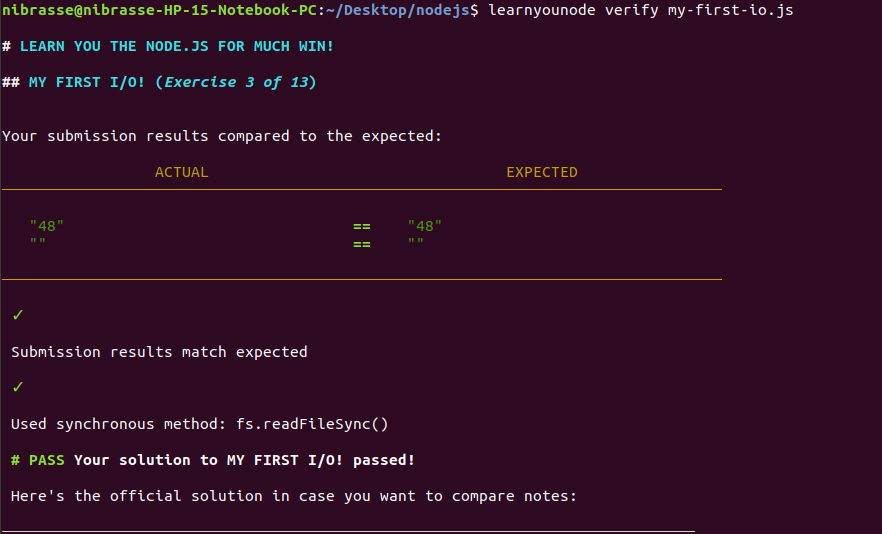 nibrasse@nibrasse-HP-15-Notebook-PC:~/Desktop/nodejs$ learnyounode verify my-first-io.js
# LEARN YOU THE NODE.JS FOR MUCH WIN!
## MY FIRST I/O! (Exercise 3 of 13)
Your submission results compared to the expected:
ACTUAL EXPECTED
"48" == "48"
"" == ""
✓
Submission results match expected
✓
Used synchronous method: fs.readFileSync()
# PASS Your solution to MY FIRST I/O! passed!
Here's the official solution in case you want to compare notes: